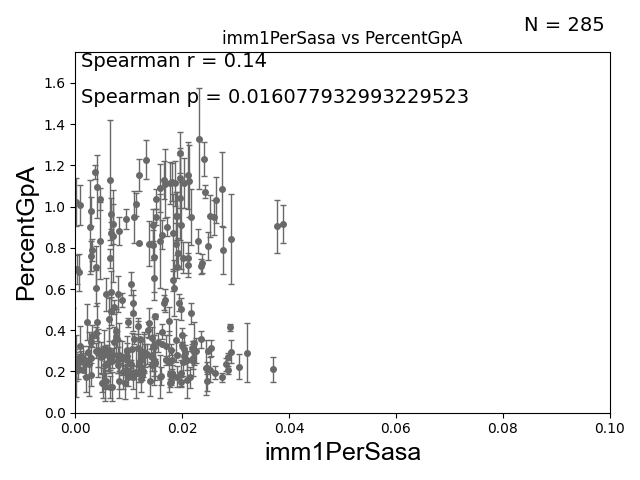 N = 285
imm1PerSasa vs PercentGpA
Spearman r = 0.14
Spearman p = 0.016077932993229523
PercentGpA
1.6
1.4
1.2
1.0
0.8
0.6
0.4
0.2
0.0
0.00 0.02 0.04 0.06 0.08 0.10
imm1PerSasa